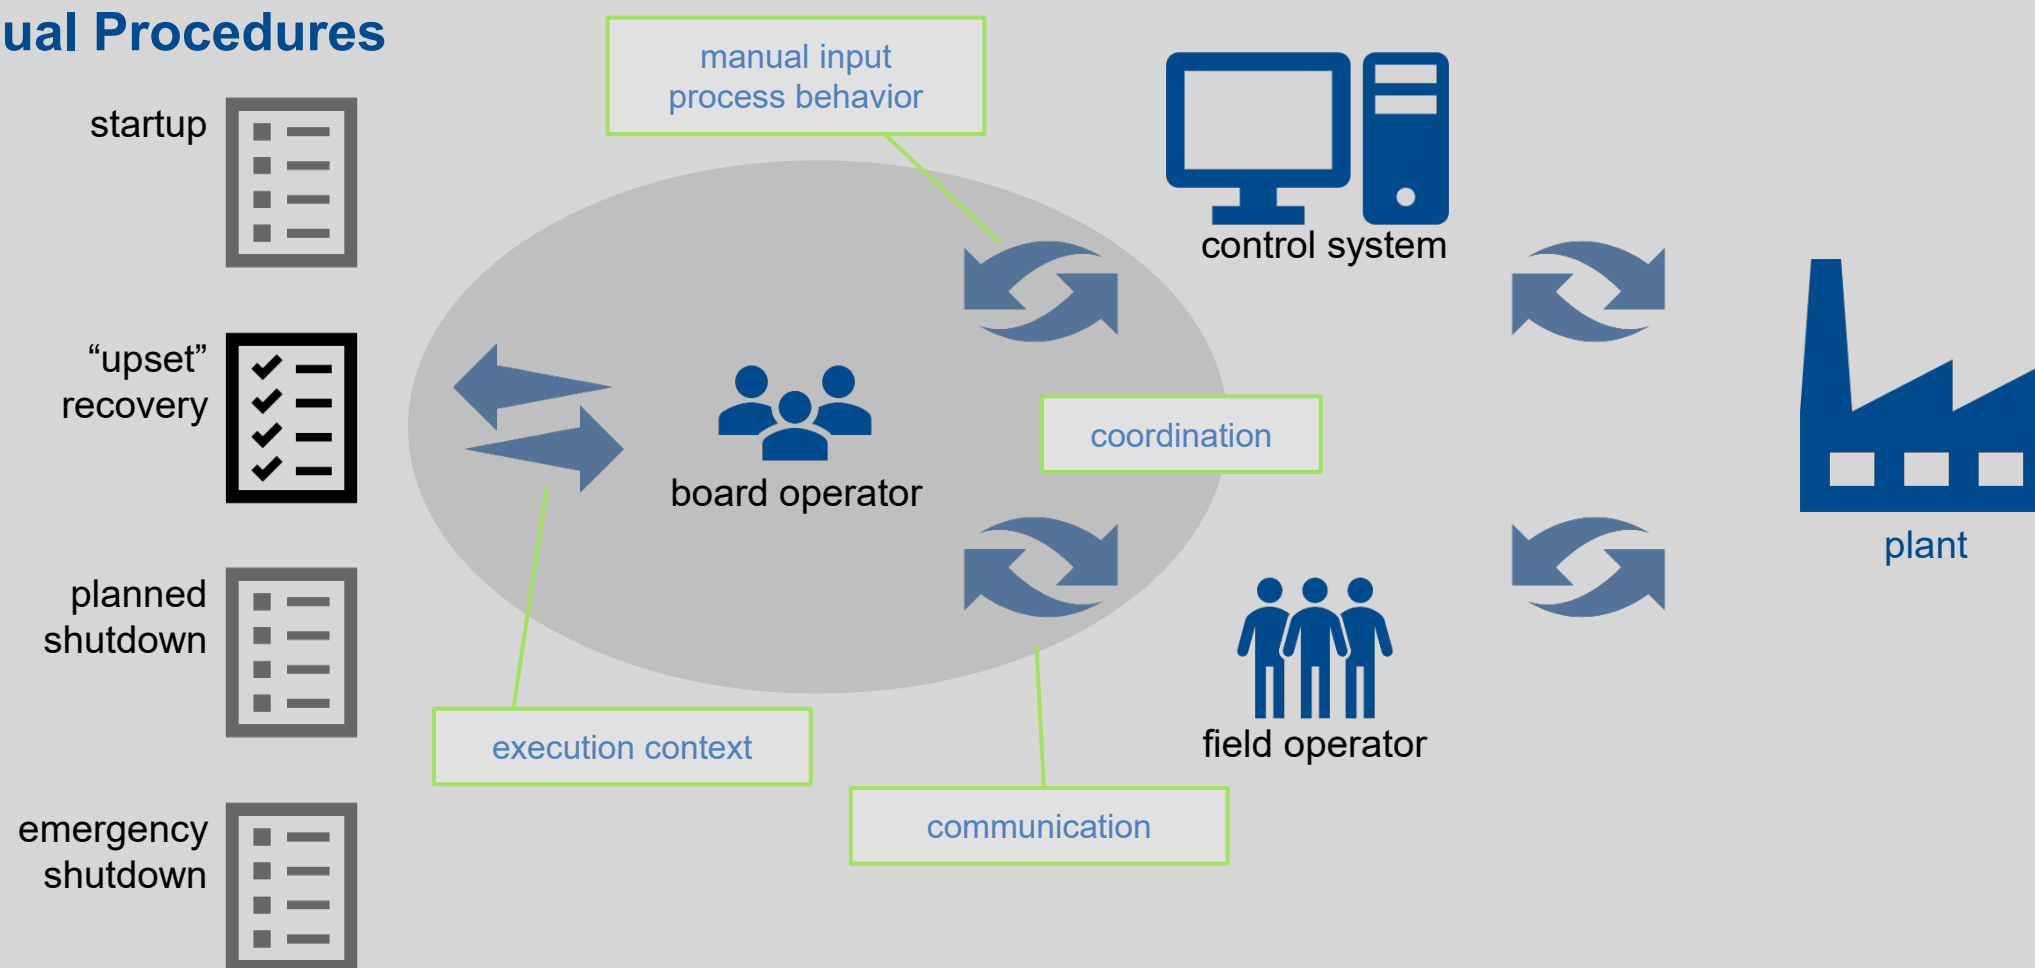 ual Procedures
manual input
process behavior
startup
control system
“upset”
recovery
coordination
board operator
plant
planned
shutdown
execution context
field operator
communication
emergency
shutdown